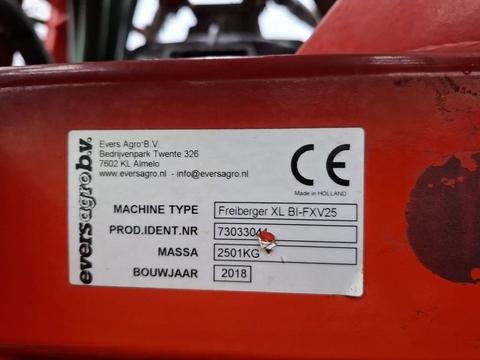 eversagrob.v.
Evers Agro B.V.
Bedrijvenpark Twente 326
7602 KL Almelo
www.eversagro.nl - info@eversagro.nl
CE
Made in HOLLAND
MACHINE TYPE Freiberger XL BI-FXV25
PROD.IDENT.NR
MASSA 2501KG
BOUWJAAR 2018